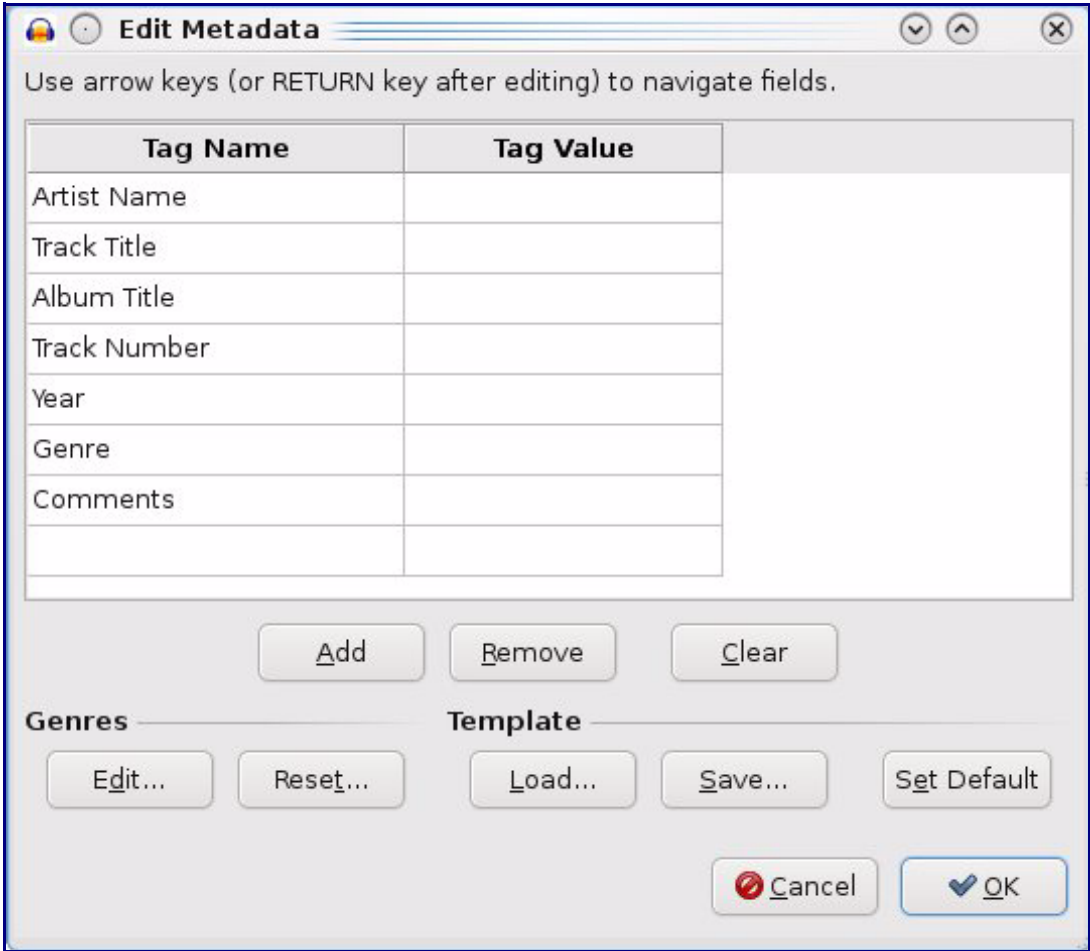 Edit Metadata
Use arrow keys (or RETURN key after editing) to navigate fields.
Tag Name Tag Value
Artist Name
Track Title
Album Title
Track Number
Year
Genre
Comments
Add Remove Clear
Genres Template
Edit... Reset... Load... Save... Set Default
Cancel OK